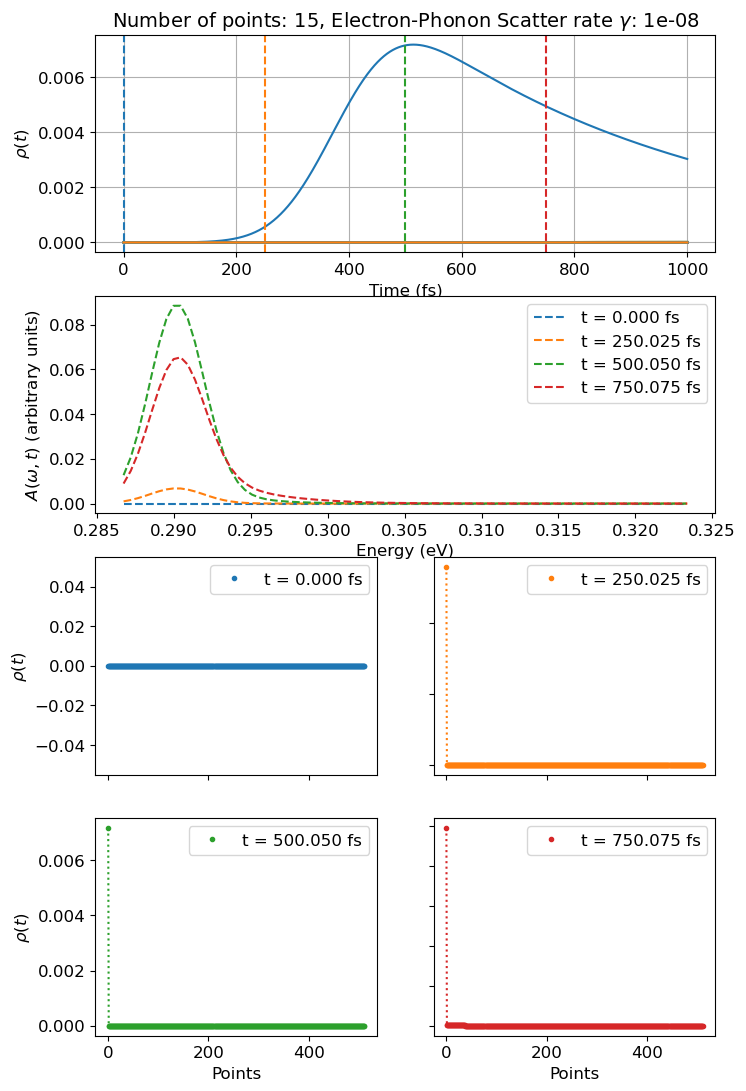 Number of points: 15, Electron-Phonon Scatter rate γ: 1e-08
0.006
0.004
0.002
0.000
ρ(t)
0 200 400 600 800 1000
Time (fs)
0.08
0.06
0.04
0.02
0.00
A(ω, t) (arbitrary units)
t = 0.000 fs
t = 250.025 fs
t = 500.050 fs
t = 750.075 fs
0.285 0.290 0.295 0.300 0.305 0.310 0.315 0.320 0.325
Energy (eV)
0.04
0.02
0.00
−0.02
−0.04
ρ(t)
t = 0.000 fs
t = 250.025 fs
0.006
0.004
0.002
0.000
ρ(t)
t = 500.050 fs
0 200 400
Points
t = 750.075 fs
0 200 400
Points